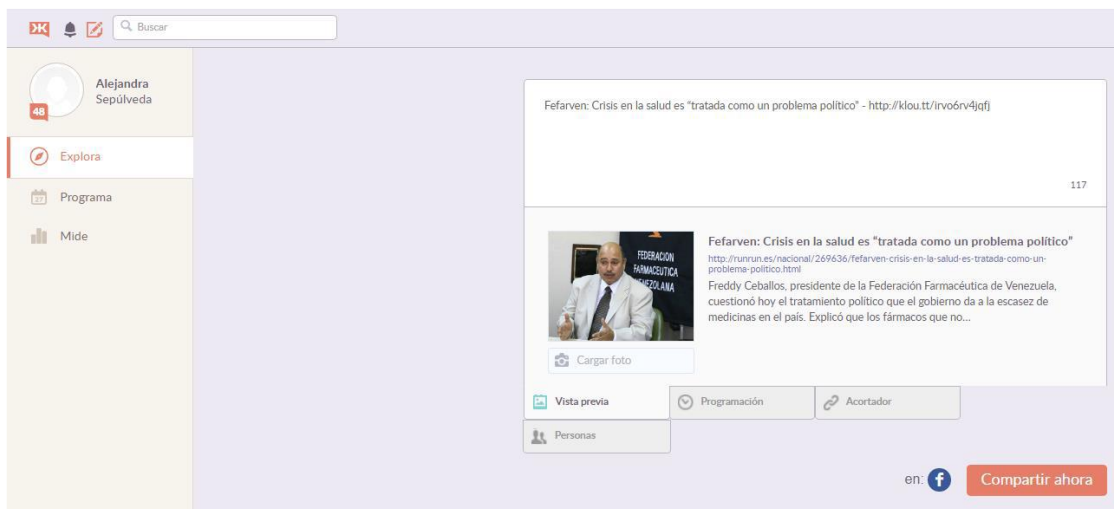 Buscar
Alejandra
Sepúlveda
48
Explora
27
Programa
Mide
Fefarven: Crisis en la salud es “tratada como un problema político” - http://klou.tt/irvo6rv4jqfj
117
FEDERACIÓN
FARMACEUTICA
VENEZOLANA
Fefarven: Crisis en la salud es “tratada como un problema político”
http://runrun.es/nacional/269636/fefarven-crisis-en-la-salud-es-tratada-como-un-
problema-politico.html
Freddy Ceballos, presidente de la Federación Farmacéutica de Venezuela,
cuestionó hoy el tratamiento político que el gobierno da a la escasez de
medicinas en el país. Explicó que los fármacos que no...
Cargar foto
Vista previa
Programación
Acortador
Personas
en:
Compartir ahora